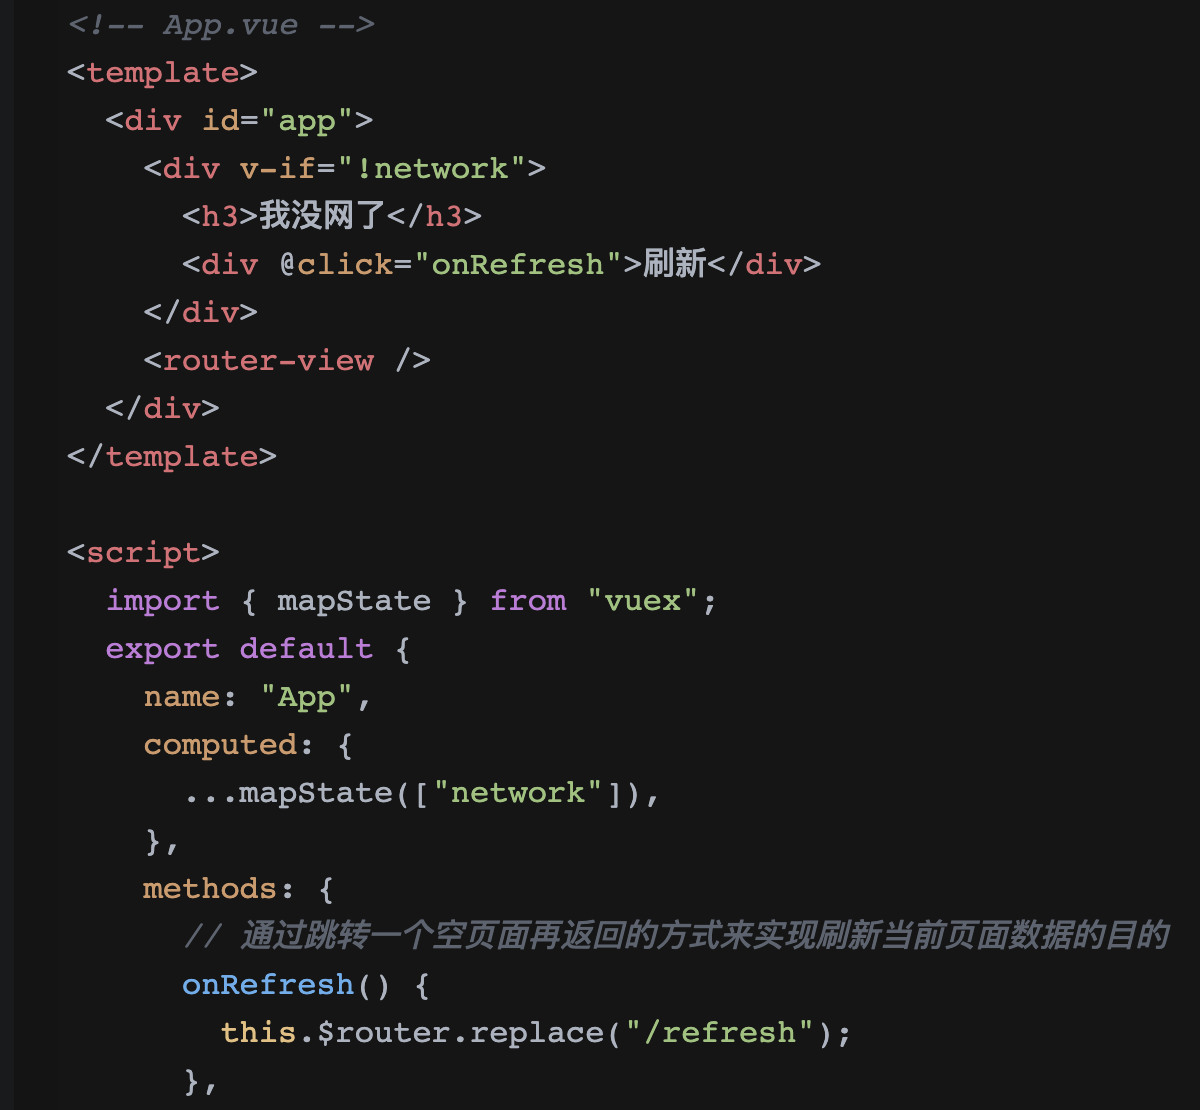 <!-- App.vue -->
<template>
  <div id="app">
    <div v-if="!network">
      <h3>我没网了</h3>
      <div @click="onRefresh">刷新</div>
    </div>
    <router-view />
  </div>
</template>

<script>
  import { mapState } from "vuex";
  export default {
    name: "App",
    computed: {
      ...mapState(["network"]),
    },
    methods: {
      // 通过跳转一个空页面再返回的方式来实现刷新当前页面数据的目的
      onRefresh() {
        this.$router.replace("/refresh");
      },